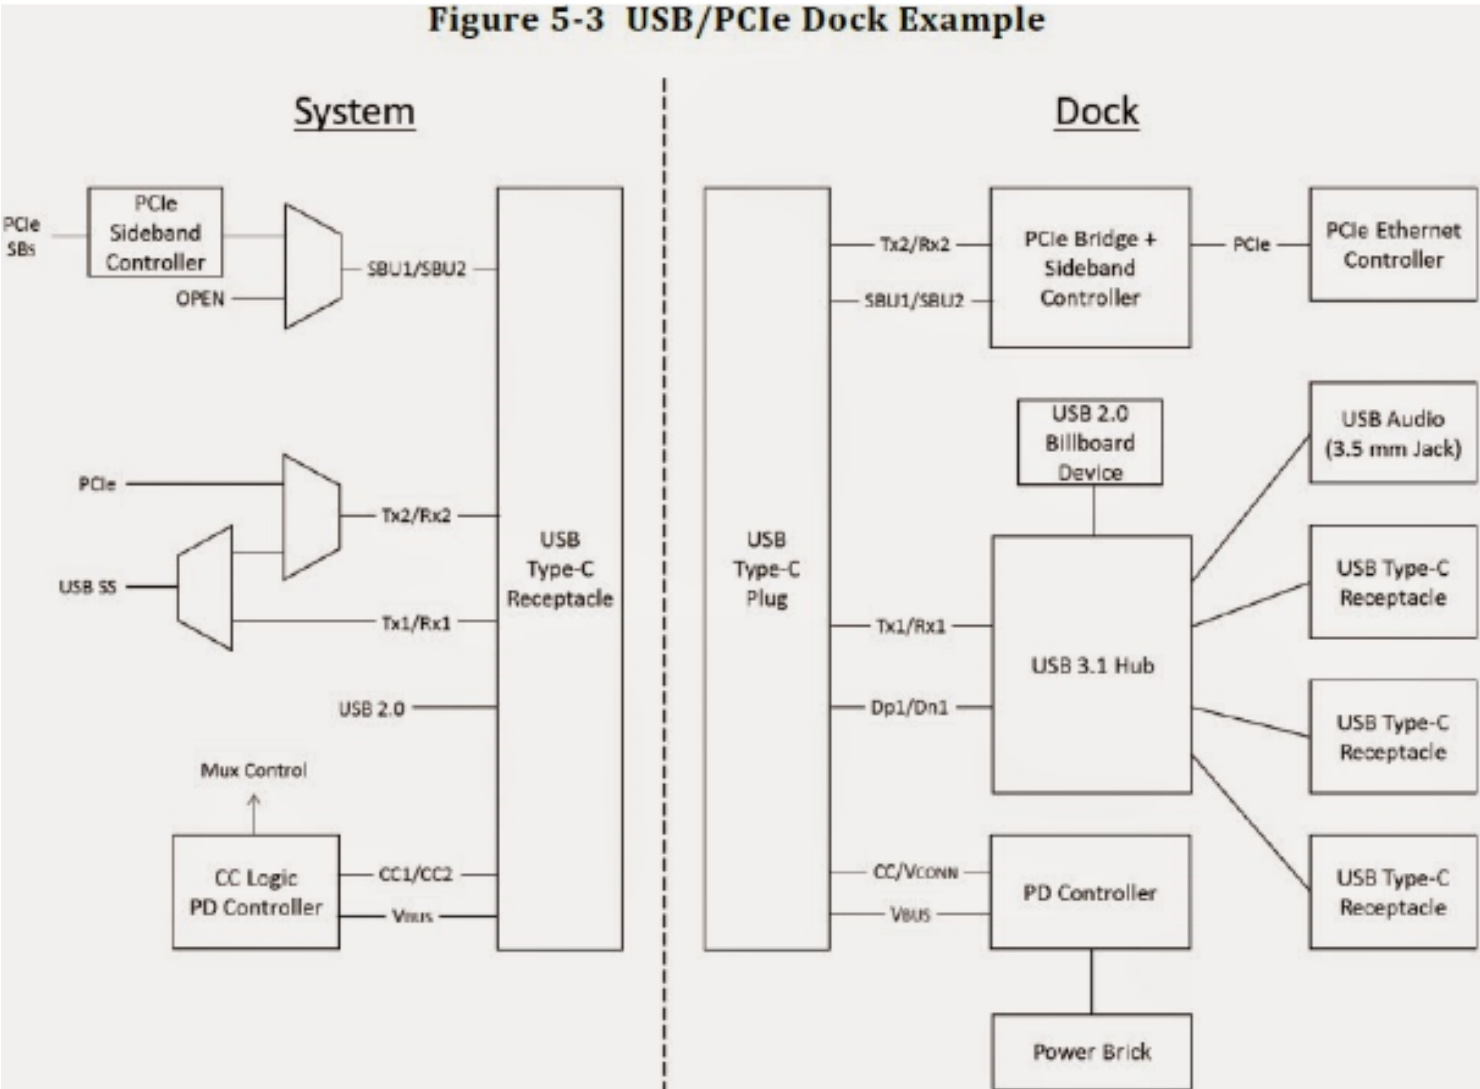 Figure 5-3 USB/PCIe Dock Example
System
Dock
PCIe
SBs
PCIe
Sideband
Controller
OPEN
SBU1/SBU2
PCIe
USB SS
Tx2/Rx2
Tx1/Rx1
USB 2.0
Mux Control
CC Logic
PD Controller
CC1/CC2
VBUS
USB
Type-C
Receptacle
USB
Type-C
Plug
Tx2/Rx2
SBU1/SBU2
PCIe Bridge +
Sideband
Controller
PCIe
PCIe Ethernet
Controller
USB 2.0
Billboard
Device
Tx1/Rx1
Dp1/Dn1
USB 3.1 Hub
USB Audio
(3.5 mm Jack)
USB Type-C
Receptacle
USB Type-C
Receptacle
USB Type-C
Receptacle
CC/VCONN
VBUS
PD Controller
Power Brick